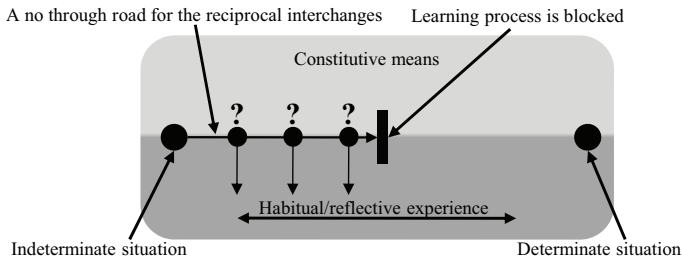 A no through road for the reciprocal interchanges
Learning process is blocked
Constitutive means
? ? ?
Habitual/reflective experience
Indeterminate situation
Determinate situation